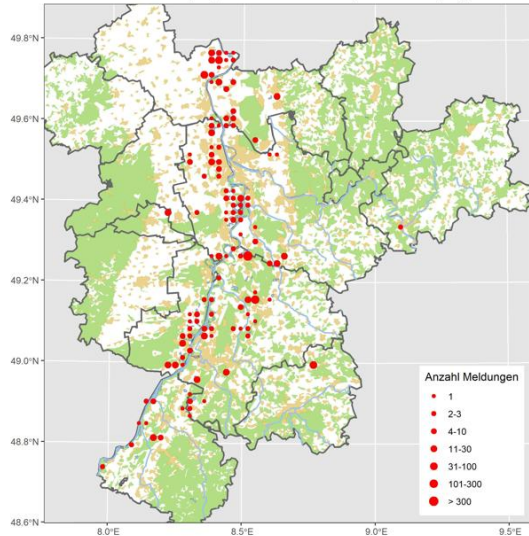 49.8°N
49.6°N
49.4°N
49.2°N
49.0°N
48.8°N
48.6°N
8.0°E
8.5°E
9.0°E
9.5°E
Anzahl Meldungen
1
2-3
4-10
11-30
31-100
101-300
> 300